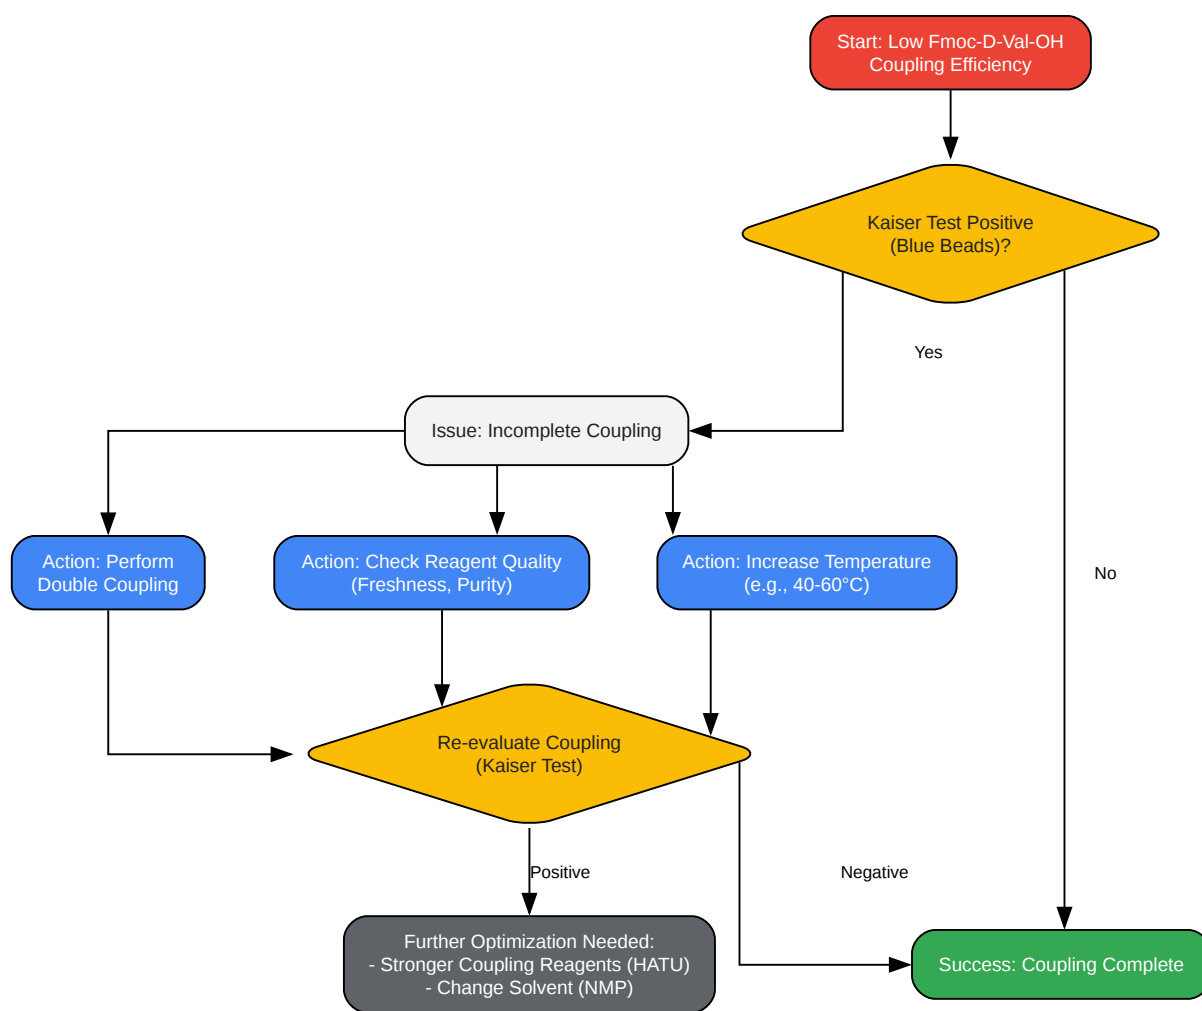 Start: Low Fmoc-D-Val-OH
Coupling Efficiency
Kaiser Test Positive
(Blue Beads)?
Yes
Issue: Incomplete Coupling
Action: Perform
Double Coupling
Action: Check Reagent Quality
(Freshness, Purity)
Action: Increase Temperature
(e.g., 40-60°C)
No
Re-evaluate Coupling
(Kaiser Test)
Positive
Negative
Further Optimization Needed:
- Stronger Coupling Reagents (HATU)
- Change Solvent (NMP)
Success: Coupling Complete